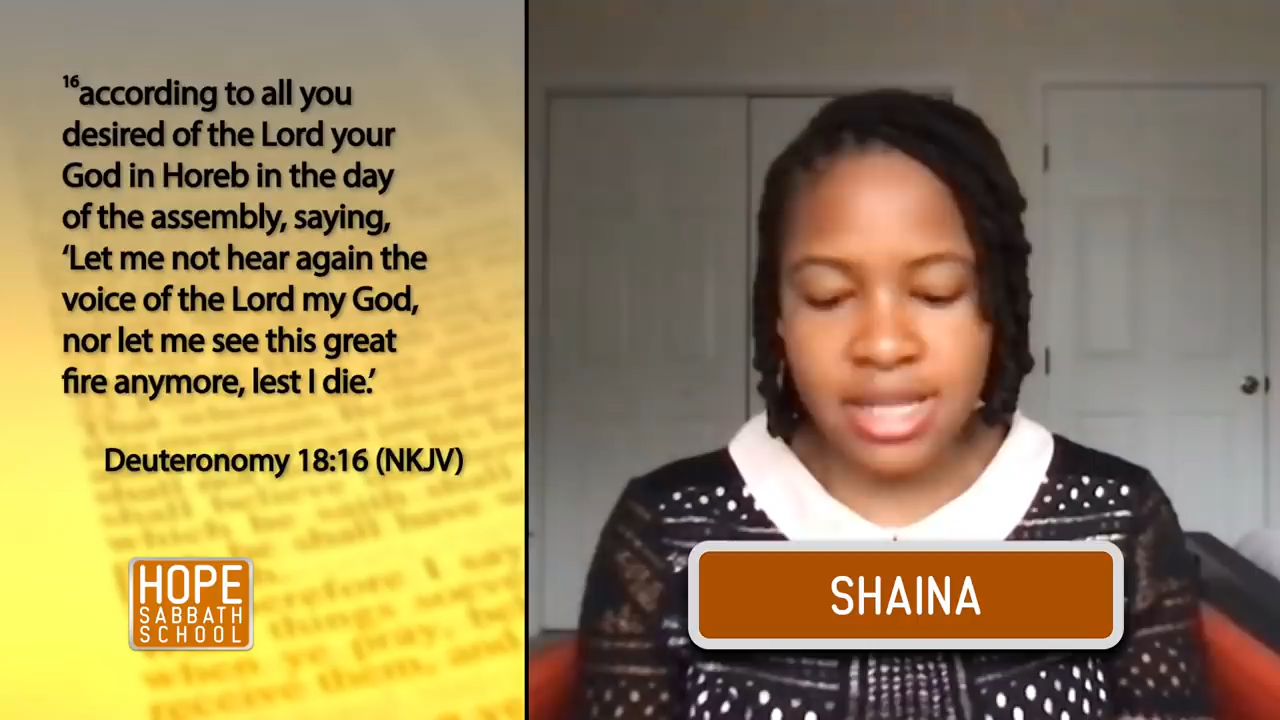 ¹⁶according to all you
desired of the Lord your
God in Horeb in the day
of the assembly, saying,
‘Let me not hear again the
voice of the Lord my God,
nor let me see this great
fire anymore, lest I die.’
Deuteronomy 18:16 (NKJV)
HOPE
SABBATH
SCHOOL
SHAINA